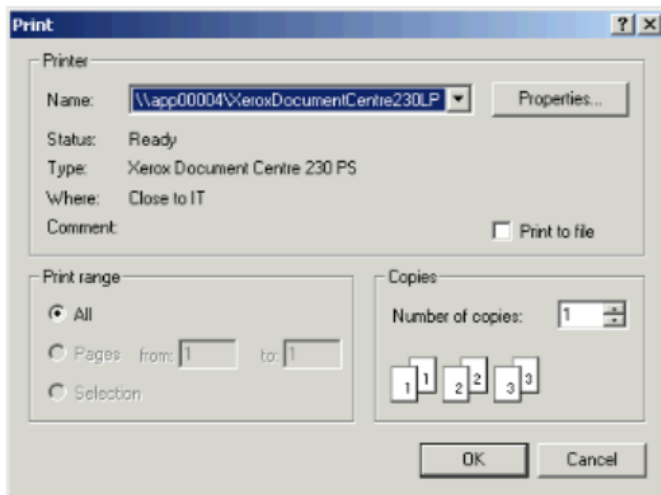 Print
Printer
Name: \\app00004\XeroxDocumentCentre230LP Properties...
Status: Ready
Type: Xerox Document Centre 230 PS
Where: Close to IT
Comment: Print to file
Print range
All
Pages from: 1 to: 1
Selection
Copies
Number of copies: 1
1 1 2 2 3 3
OK Cancel